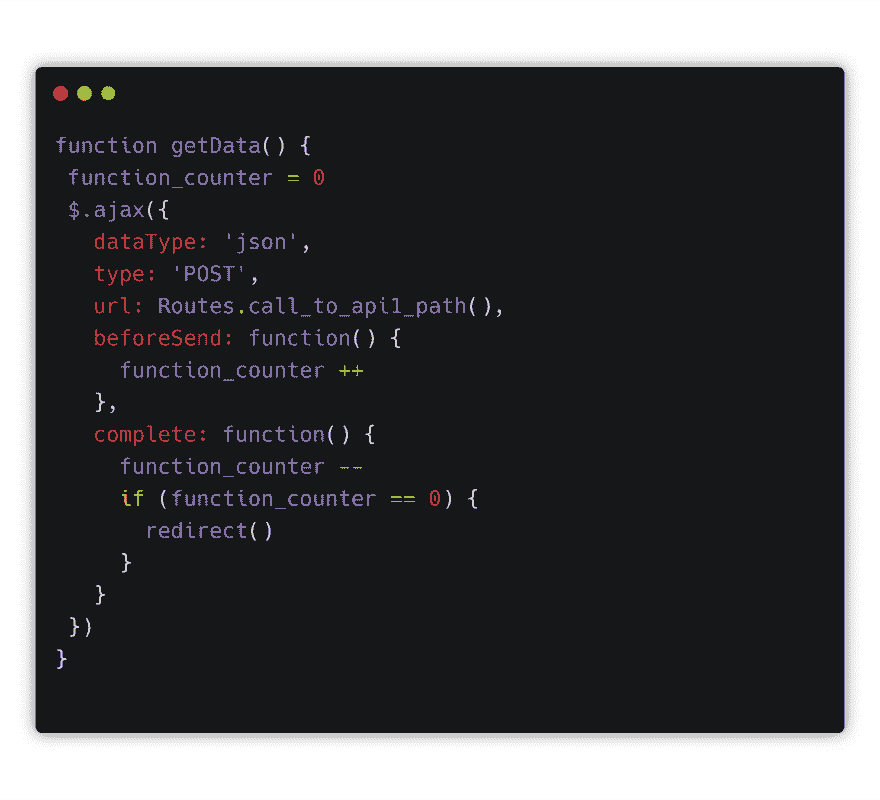 function getData() {
 function_counter = 0
 $.ajax({
   dataType: 'json',
   type: 'POST',
   url: Routes.call_to_api1_path(),
   beforeSend: function() {
     function_counter ++
   },
   complete: function() {
     function_counter --
     if (function_counter == 0) {
       redirect()
     }
   }
 })
}